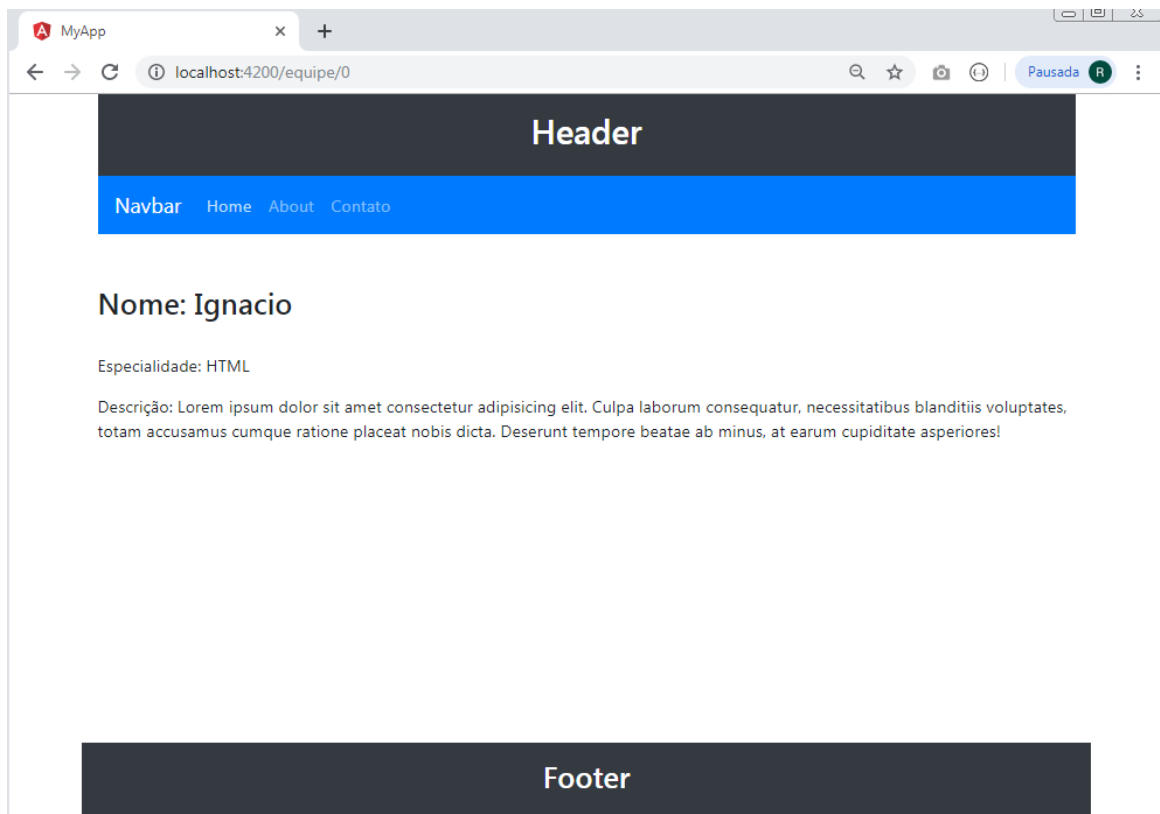 MyApp
localhost:4200/equipe/0
Pausada R
Header
Navbar Home About Contato
Nome: Ignacio
Especialidade: HTML
Descrição: Lorem ipsum dolor sit amet consectetur adipisicing elit. Culpa laborum consequatur, necessitatibus blanditiis voluptates,
totam accusamus cumque ratione placeat nobis dicta. Deserunt tempore beatae ab minus, at earum cupiditate asperiores!
Footer